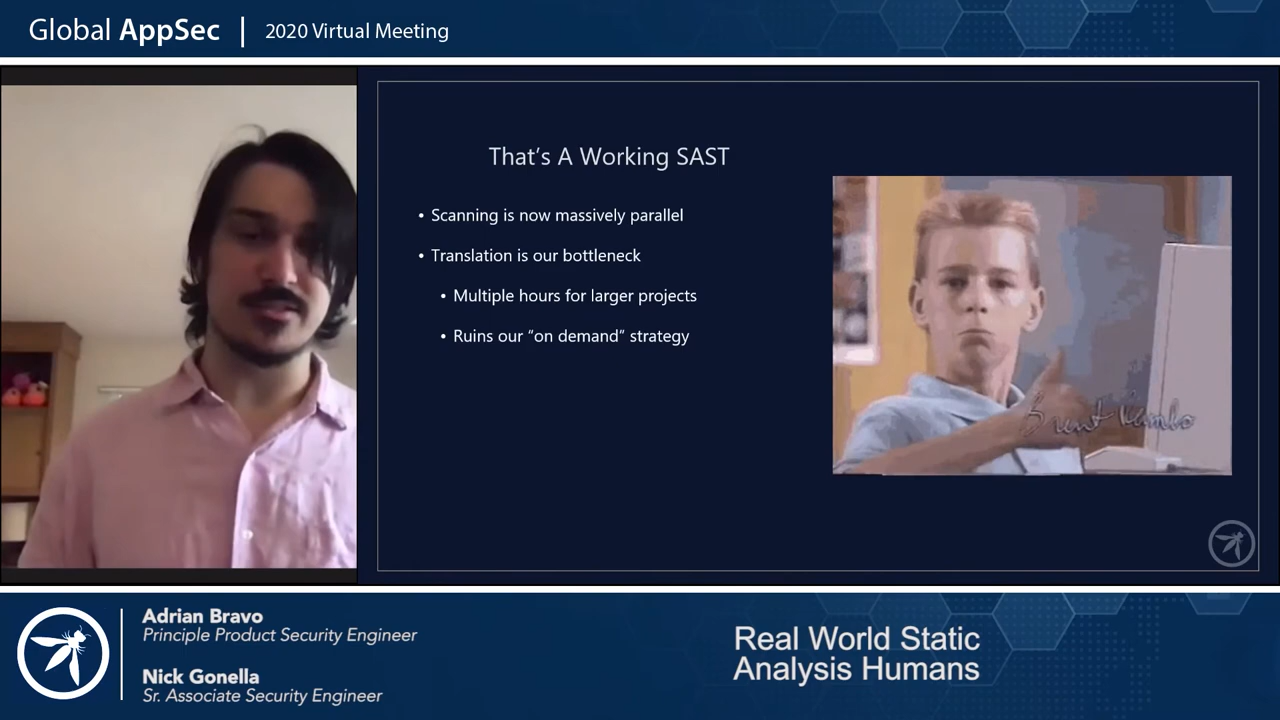 Global AppSec | 2020 Virtual Meeting
That's A Working SAST
• Scanning is now massively parallel
• Translation is our bottleneck
• Multiple hours for larger projects
• Ruins our “on demand” strategy
Brent Rambo
Adrian Bravo
Principle Product Security Engineer
Nick Gonella
Sr. Associate Security Engineer
Real World Static
Analysis Humans